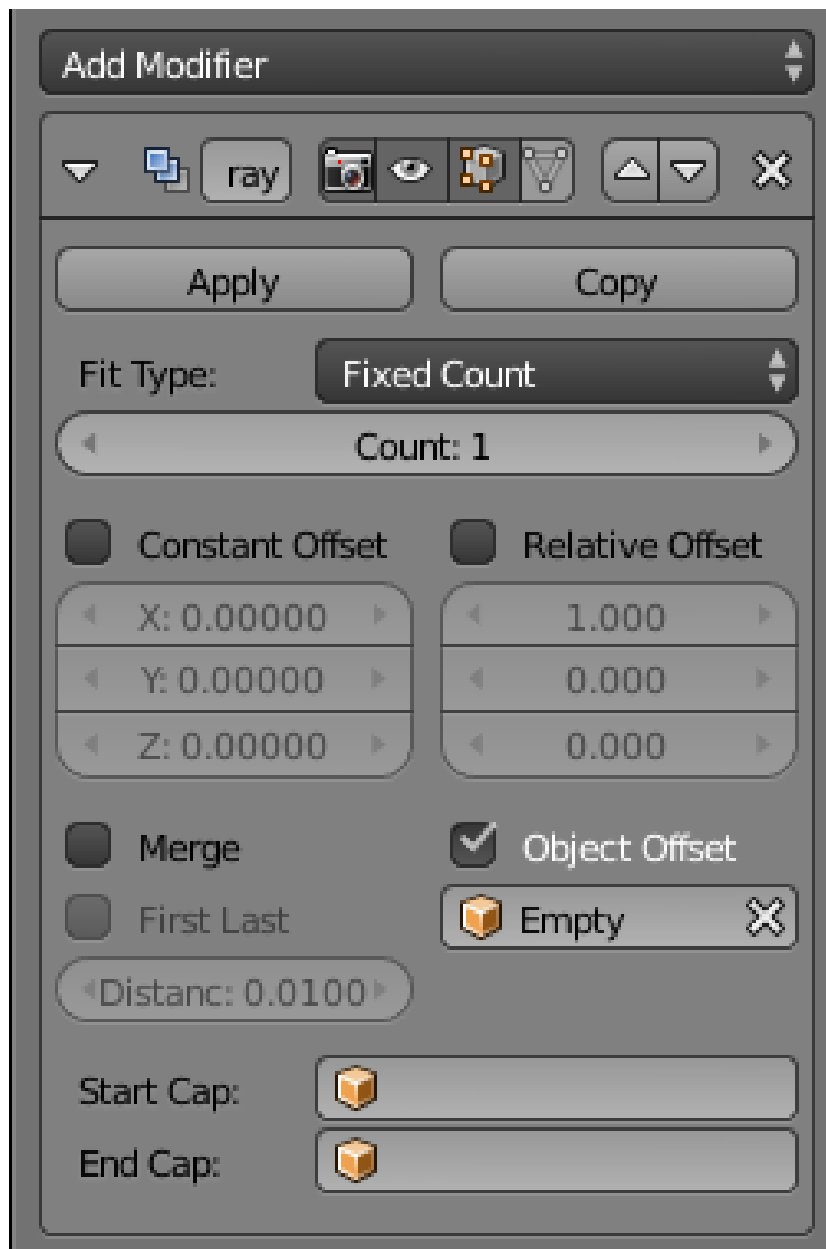 Add Modifier
ray
Apply Copy
Fit Type: Fixed Count
Count: 1
Constant Offset Relative Offset
X: 0.00000 1.000
Y: 0.00000 0.000
Z: 0.00000 0.000
Merge Object Offset
First Last Empty
Distanc: 0.0100
Start Cap:
End Cap: